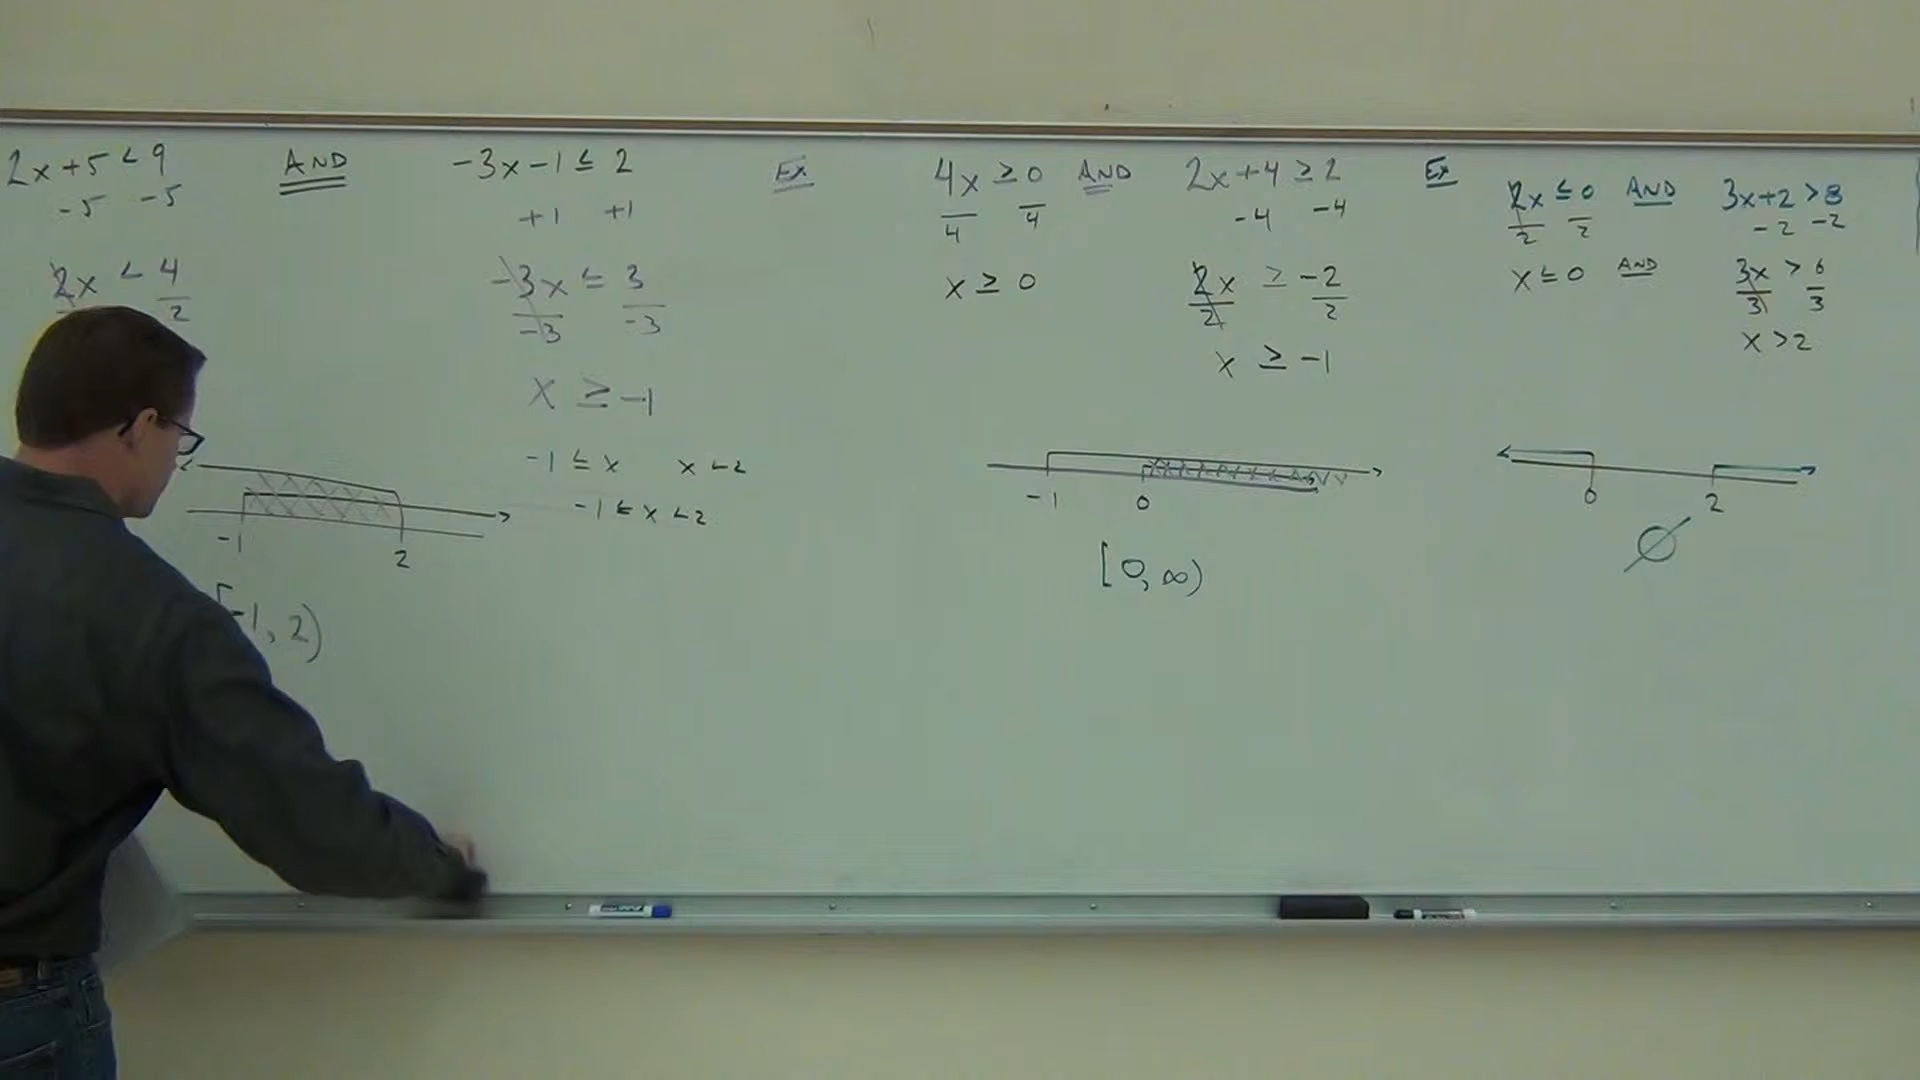 2x+5 < 9 AND -3x-1 ≤ 2
-5 -5 +1 +1
2x < 4
2
-3x ≤ 3
-3 -3
x ≥ -1
-1 ≤ x x < 2
-1 ≤ x < 2
-1 2
[-1, 2)
Ex 4x ≥ 0 AND 2x+4 ≥ 2
4 4 -4 -4
x ≥ 0 2x ≥ -2
2 2
x ≥ -1
-1 0
[0, ∞)
Ex 2x ≤ 0 AND 3x+2 > 8
2 2 -2 -2
x ≤ 0 AND 3x > 6
3 3
x > 2
0 2
∅